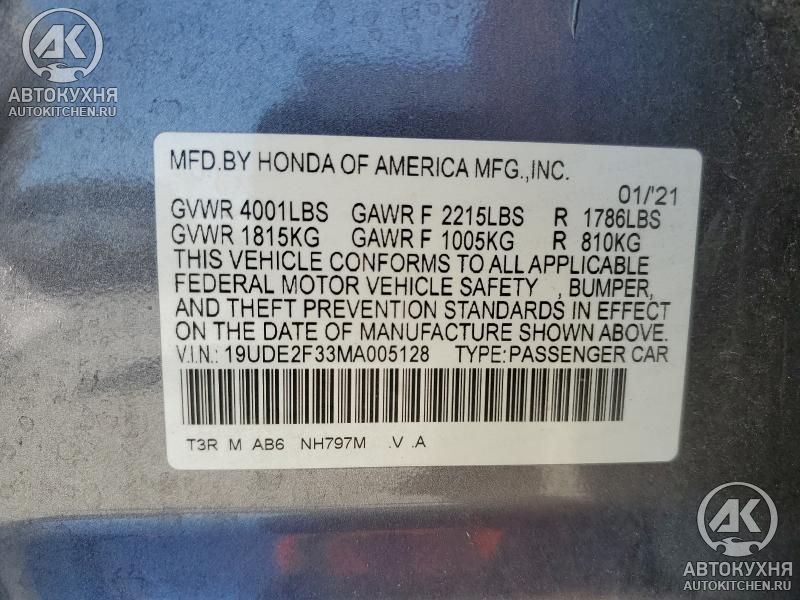 AK
АВТОКУХНЯ
AUTOKITCHEN.RU
MFD.BY HONDA OF AMERICA MFG.,INC.
01/'21
GVWR 4001LBS GAWR F 2215LBS R 1786LBS
GVWR 1815KG GAWR F 1005KG R 810KG
THIS VEHICLE CONFORMS TO ALL APPLICABLE
FEDERAL MOTOR VEHICLE SAFETY , BUMPER,
AND THEFT PREVENTION STANDARDS IN EFFECT
ON THE DATE OF MANUFACTURE SHOWN ABOVE.
V.I.N.: 19UDE2F33MA005128 TYPE:PASSENGER CAR
T3R M AB6 NH797M .V .A
AK
АВТОКУХНЯ
AUTOKITCHEN.RU